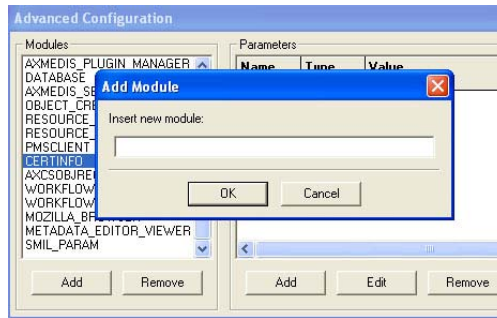 Advanced Configuration
Modules
Parameters
AXMEDIS_PLUGIN_MANAGER
Name Type Value
DATABASE
AXMEDIS_SE
Add Module
OBJECT_CRE
RESOURCE_
Insert new module:
RESOURCE_
PMSCLIENT
CERTINFO
AXCSOBJRE
WORKFLOW
OK Cancel
WORKFLOW
MOZILLA_BROWSER
METADATA_EDITOR_VIEWER
SMIL_PARAM
Add Remove
Add Edit Remove